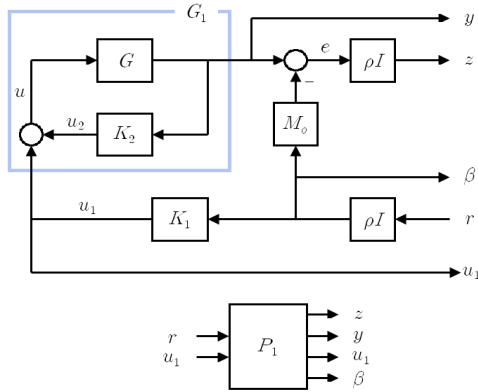 G₁
y
G
e
ρI
z
u
u₂
K₂
Mₒ
β
u₁
K₁
ρI
r
u₁
z
r
y
P₁
u₁
u₁
β